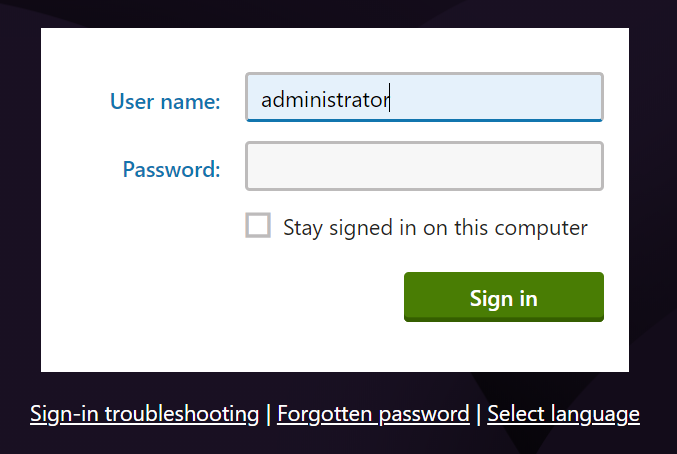 User name: administrator
Password:
Stay signed in on this computer
Sign in
Sign-in troubleshooting | Forgotten password | Select language